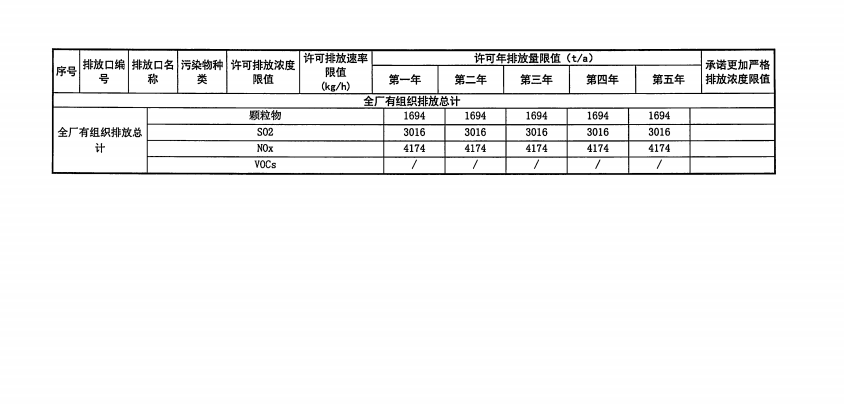 序号 排放口编号 排放口名称 污染物种类 许可排放浓度限值 许可排放速率限值(kg/h) 许可年排放量限值（t/a） 承诺更加严格排放浓度限值
第一年 第二年 第三年 第四年 第五年
全厂有组织排放总计
全厂有组织排放总计 颗粒物 1694 1694 1694 1694 1694
SO2 3016 3016 3016 3016 3016
NOx 4174 4174 4174 4174 4174
VOCs / / / / /